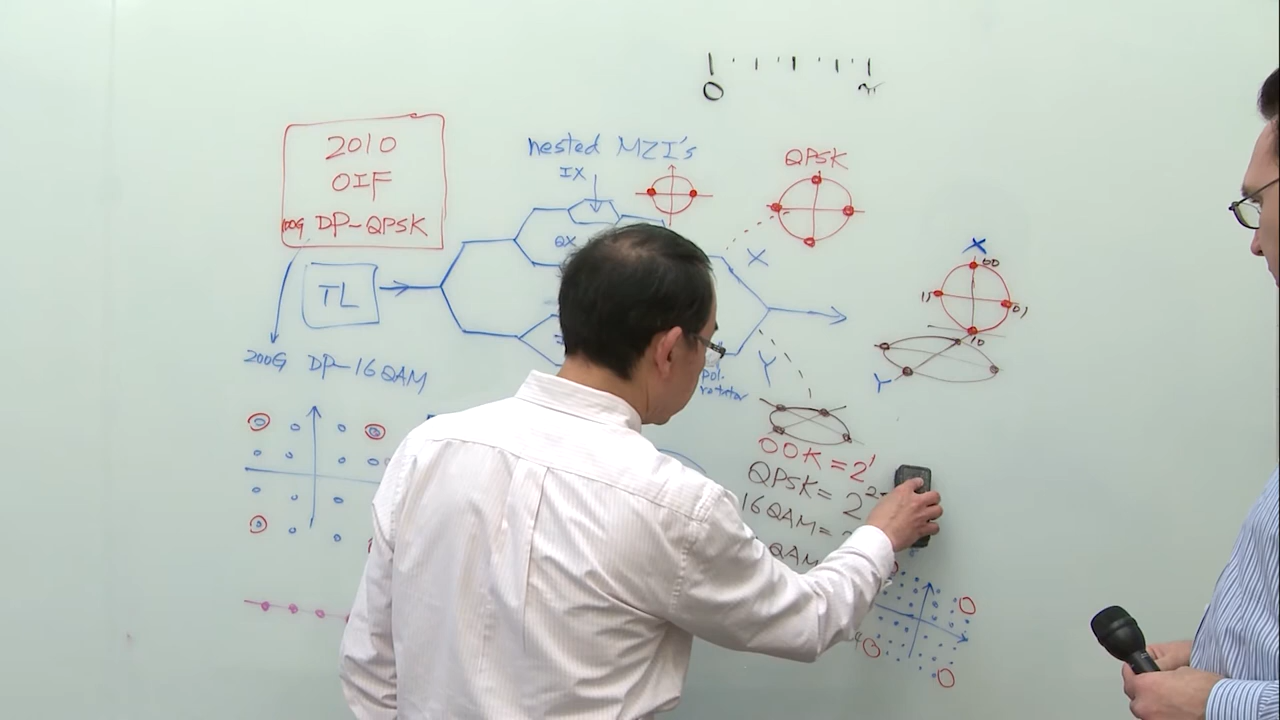 0 π
2010
OIF
100G DP-QPSK
nested MZI's
IX
QPSK
QX
X
TL
X
00
11
01
10
Y
200G DP-16QAM
Y
pol.
rotator
OOK = 2¹
QPSK = 2²
16QAM =
QAM